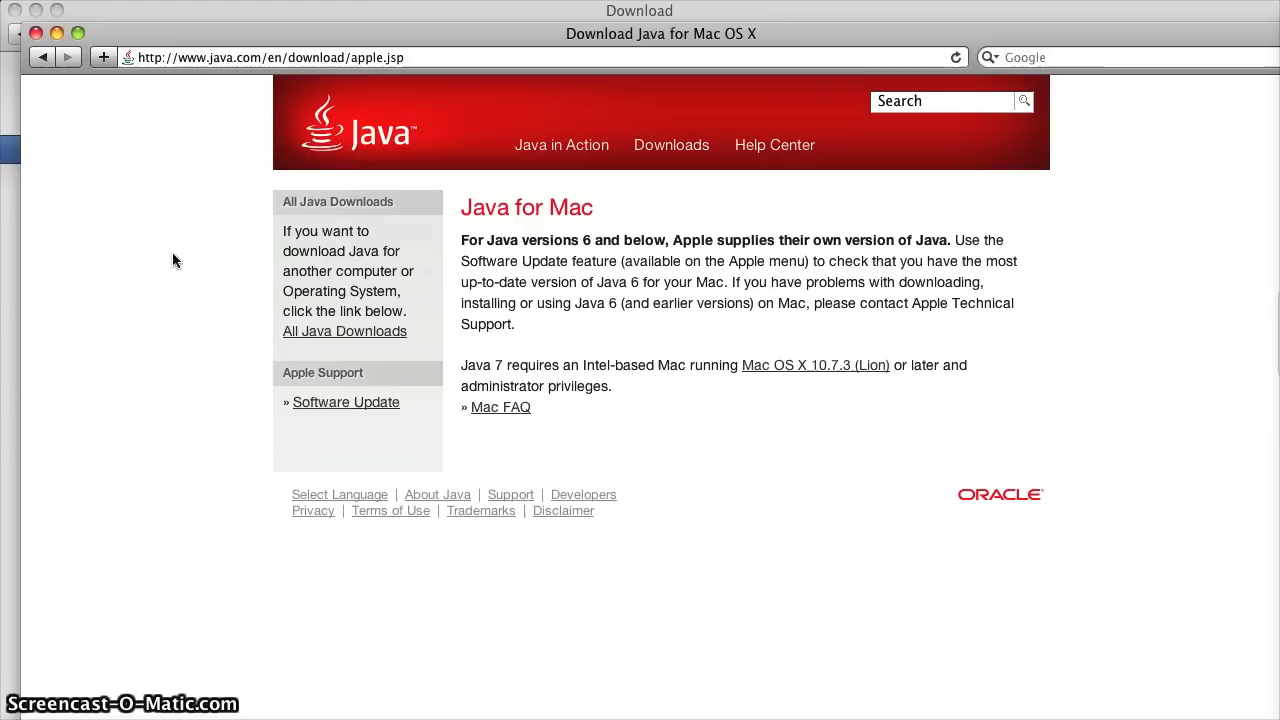 Download
Download Java for Mac OS X
http://www.java.com/en/download/apple.jsp
Google
Java™
Search
Java in Action
Downloads
Help Center
All Java Downloads
If you want to
download Java for
another computer or
Operating System,
click the link below.
All Java Downloads
Apple Support
» Software Update
Java for Mac
For Java versions 6 and below, Apple supplies their own version of Java. Use the
Software Update feature (available on the Apple menu) to check that you have the most
up-to-date version of Java 6 for your Mac. If you have problems with downloading,
installing or using Java 6 (and earlier versions) on Mac, please contact Apple Technical
Support.
Java 7 requires an Intel-based Mac running Mac OS X 10.7.3 (Lion) or later and
administrator privileges.
» Mac FAQ
Select Language | About Java | Support | Developers
Privacy | Terms of Use | Trademarks | Disclaimer
ORACLE
Screencast-O-Matic.com